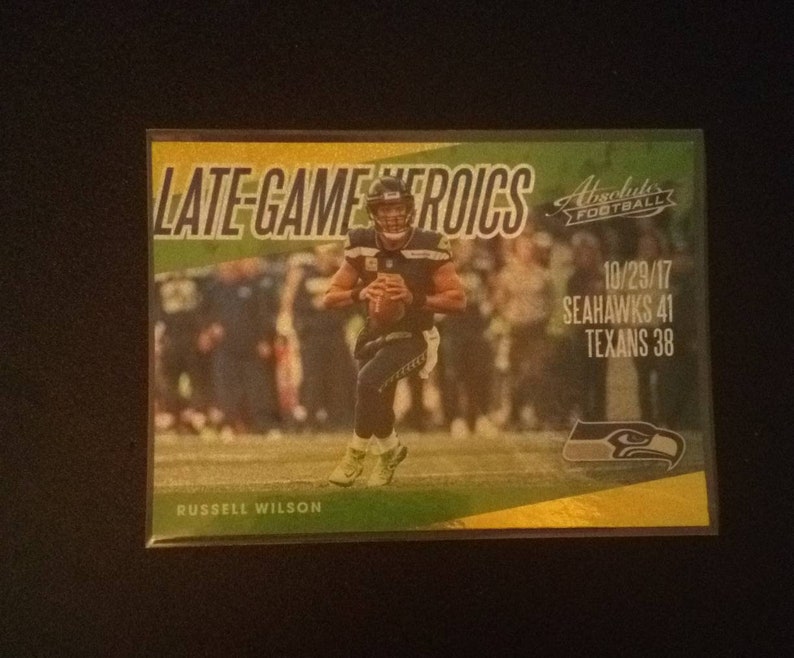 LATE-GAME HEROICS
Absolute
FOOTBALL
10/29/17
SEAHAWKS 41
TEXANS 38
RUSSELL WILSON